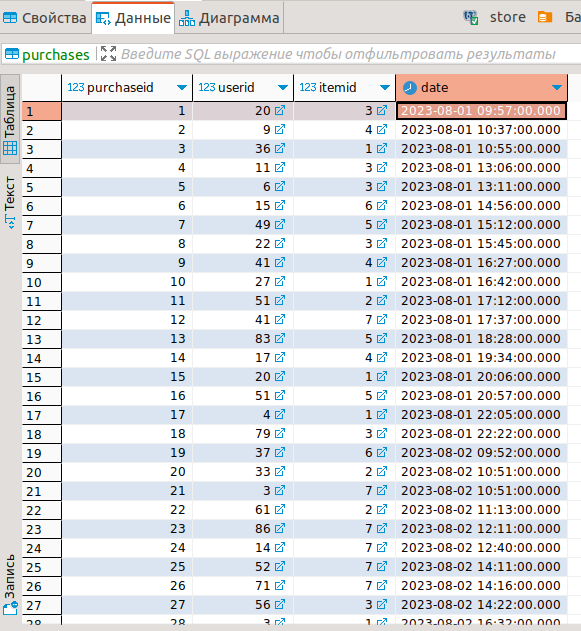 Свойства Данные Диаграмма store Ба
purchases Введите SQL выражение чтобы отфильтровать результаты
Таблица
Текст
Запись
123 purchaseid 123 userid 123 itemid date
1 1 20 3 2023-08-01 09:57:00.000
2 2 9 4 2023-08-01 10:37:00.000
3 3 36 1 2023-08-01 10:55:00.000
4 4 11 3 2023-08-01 13:06:00.000
5 5 6 3 2023-08-01 13:11:00.000
6 6 15 6 2023-08-01 14:56:00.000
7 7 49 5 2023-08-01 15:12:00.000
8 8 22 3 2023-08-01 15:45:00.000
9 9 41 4 2023-08-01 16:27:00.000
10 10 27 1 2023-08-01 16:42:00.000
11 11 51 2 2023-08-01 17:12:00.000
12 12 41 7 2023-08-01 17:37:00.000
13 13 83 5 2023-08-01 18:28:00.000
14 14 17 4 2023-08-01 19:34:00.000
15 15 20 1 2023-08-01 20:06:00.000
16 16 51 5 2023-08-01 20:57:00.000
17 17 4 1 2023-08-01 22:05:00.000
18 18 79 3 2023-08-01 22:22:00.000
19 19 37 6 2023-08-02 09:52:00.000
20 20 33 2 2023-08-02 10:51:00.000
21 21 3 7 2023-08-02 10:51:00.000
22 22 61 2 2023-08-02 11:13:00.000
23 23 86 7 2023-08-02 12:11:00.000
24 24 14 7 2023-08-02 12:40:00.000
25 25 52 7 2023-08-02 14:11:00.000
26 26 71 7 2023-08-02 14:16:00.000
27 27 56 3 2023-08-02 14:22:00.000
28 28 3 1 2023-08-02 16:32:00.000